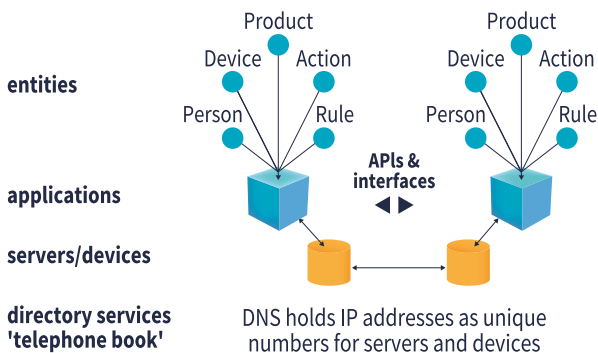 Product
Product
Device
Action
Device
Action
entities
Person
Rule
Person
Rule
APIs &
interfaces
applications
servers/devices
directory services
'telephone book'
DNS holds IP addresses as unique
numbers for servers and devices